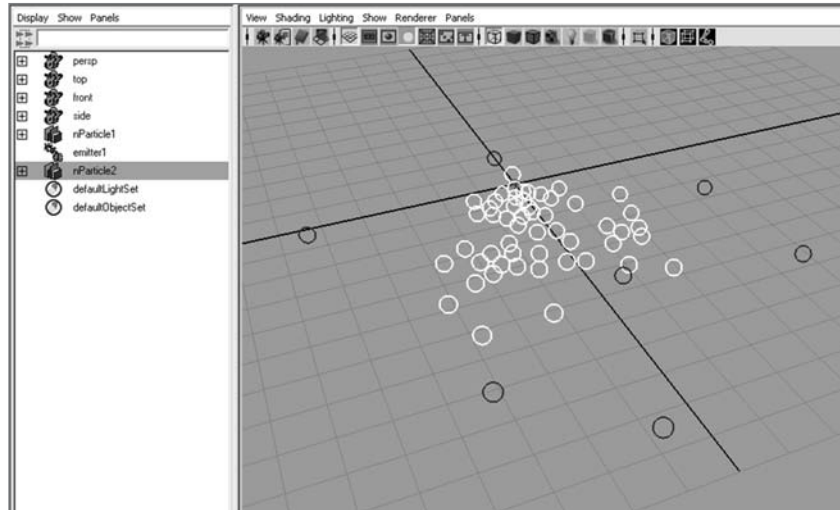 Display Show Panels
View Shading Lighting Show Renderer Panels
persp
top
front
side
nParticle1
emitter1
nParticle2
defaultLightSet
defaultObjectSet